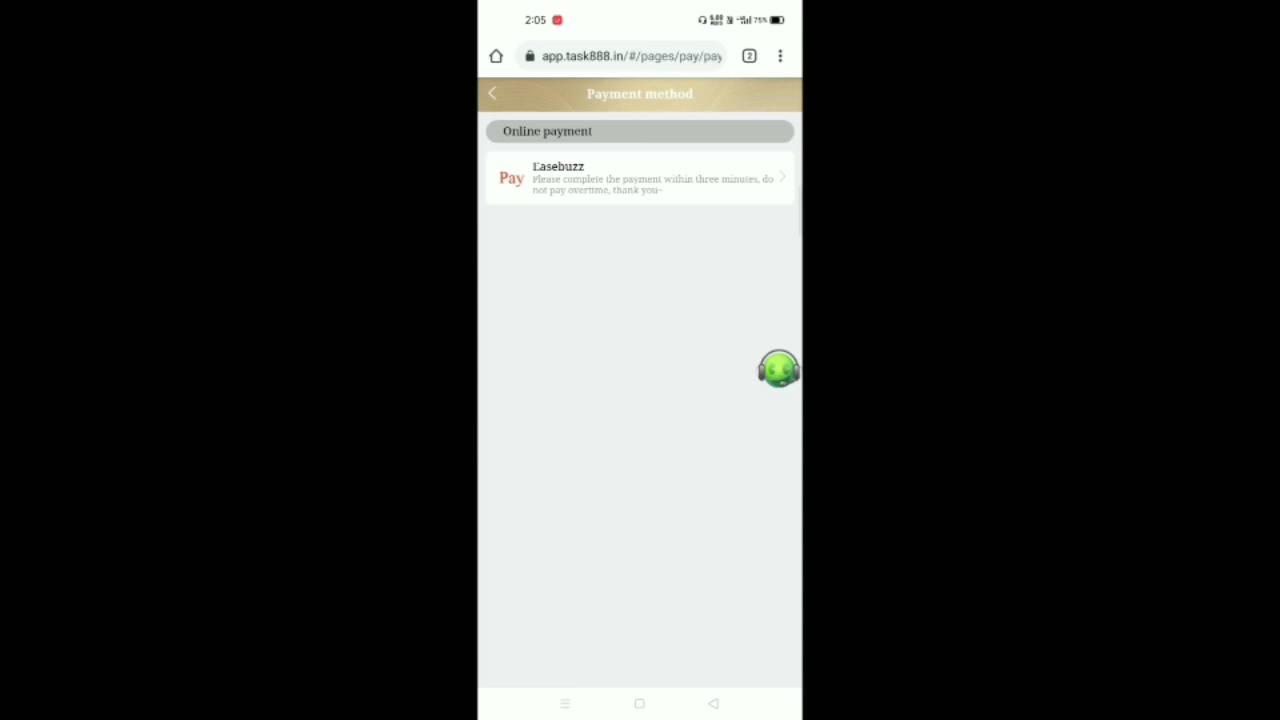 2:05
75%
app.task888.in/#/pages/pay/pay
2
Payment method
Online payment
Easebuzz
Pay
Please complete the payment within three minutes, do
not pay overtime, thank you~